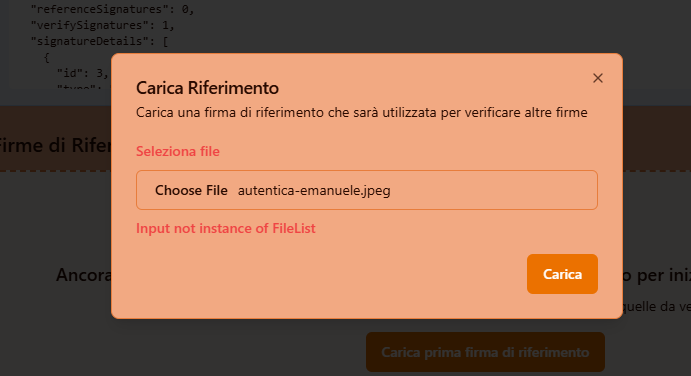 "referenceSignatures": 0,
"verifySignatures": 1,
"signatureDetails": [
{
"id": 3,
Carica Riferimento
Carica una firma di riferimento che sarà utilizzata per verificare altre firme
Firme di Rifer
Seleziona file
Choose File autentica-emanuele.jpeg
Input not instance of FileList
Ancora
o per iniz
Carica
quelle da ve
Carica prima firma di riferimento